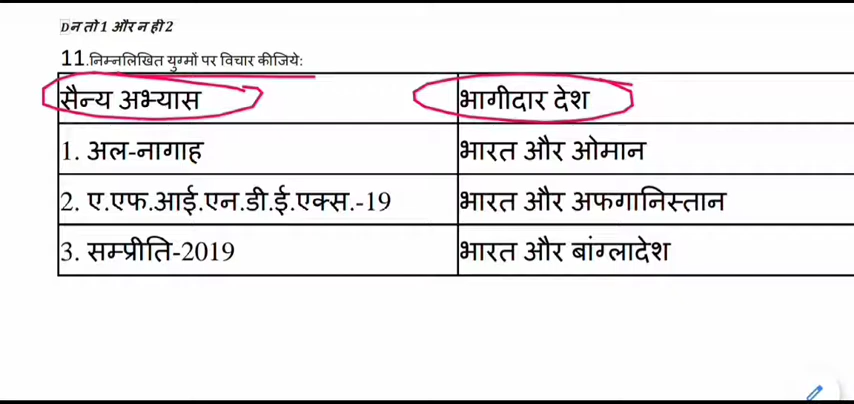 D न तो 1 और न ही 2
11.निम्नलिखित युग्मों पर विचार कीजिये:
सैन्य अभ्यास भागीदार देश
1. अल-नागाह भारत और ओमान
2. ए.एफ.आई.एन.डी.ई.एक्स.-19 भारत और अफगानिस्तान
3. सम्प्रीति-2019 भारत और बांग्लादेश